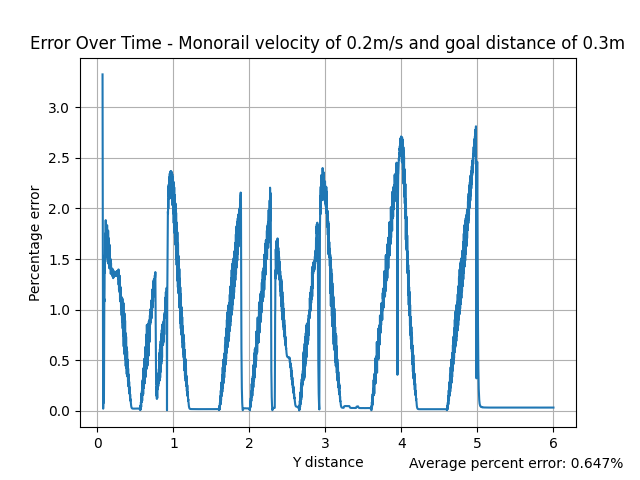 Error Over Time - Monorail velocity of 0.2m/s and goal distance of 0.3m
Percentage error
3.0
2.5
2.0
1.5
1.0
0.5
0.0
0 1 2 3 4 5 6
Y distance
Average percent error: 0.647%